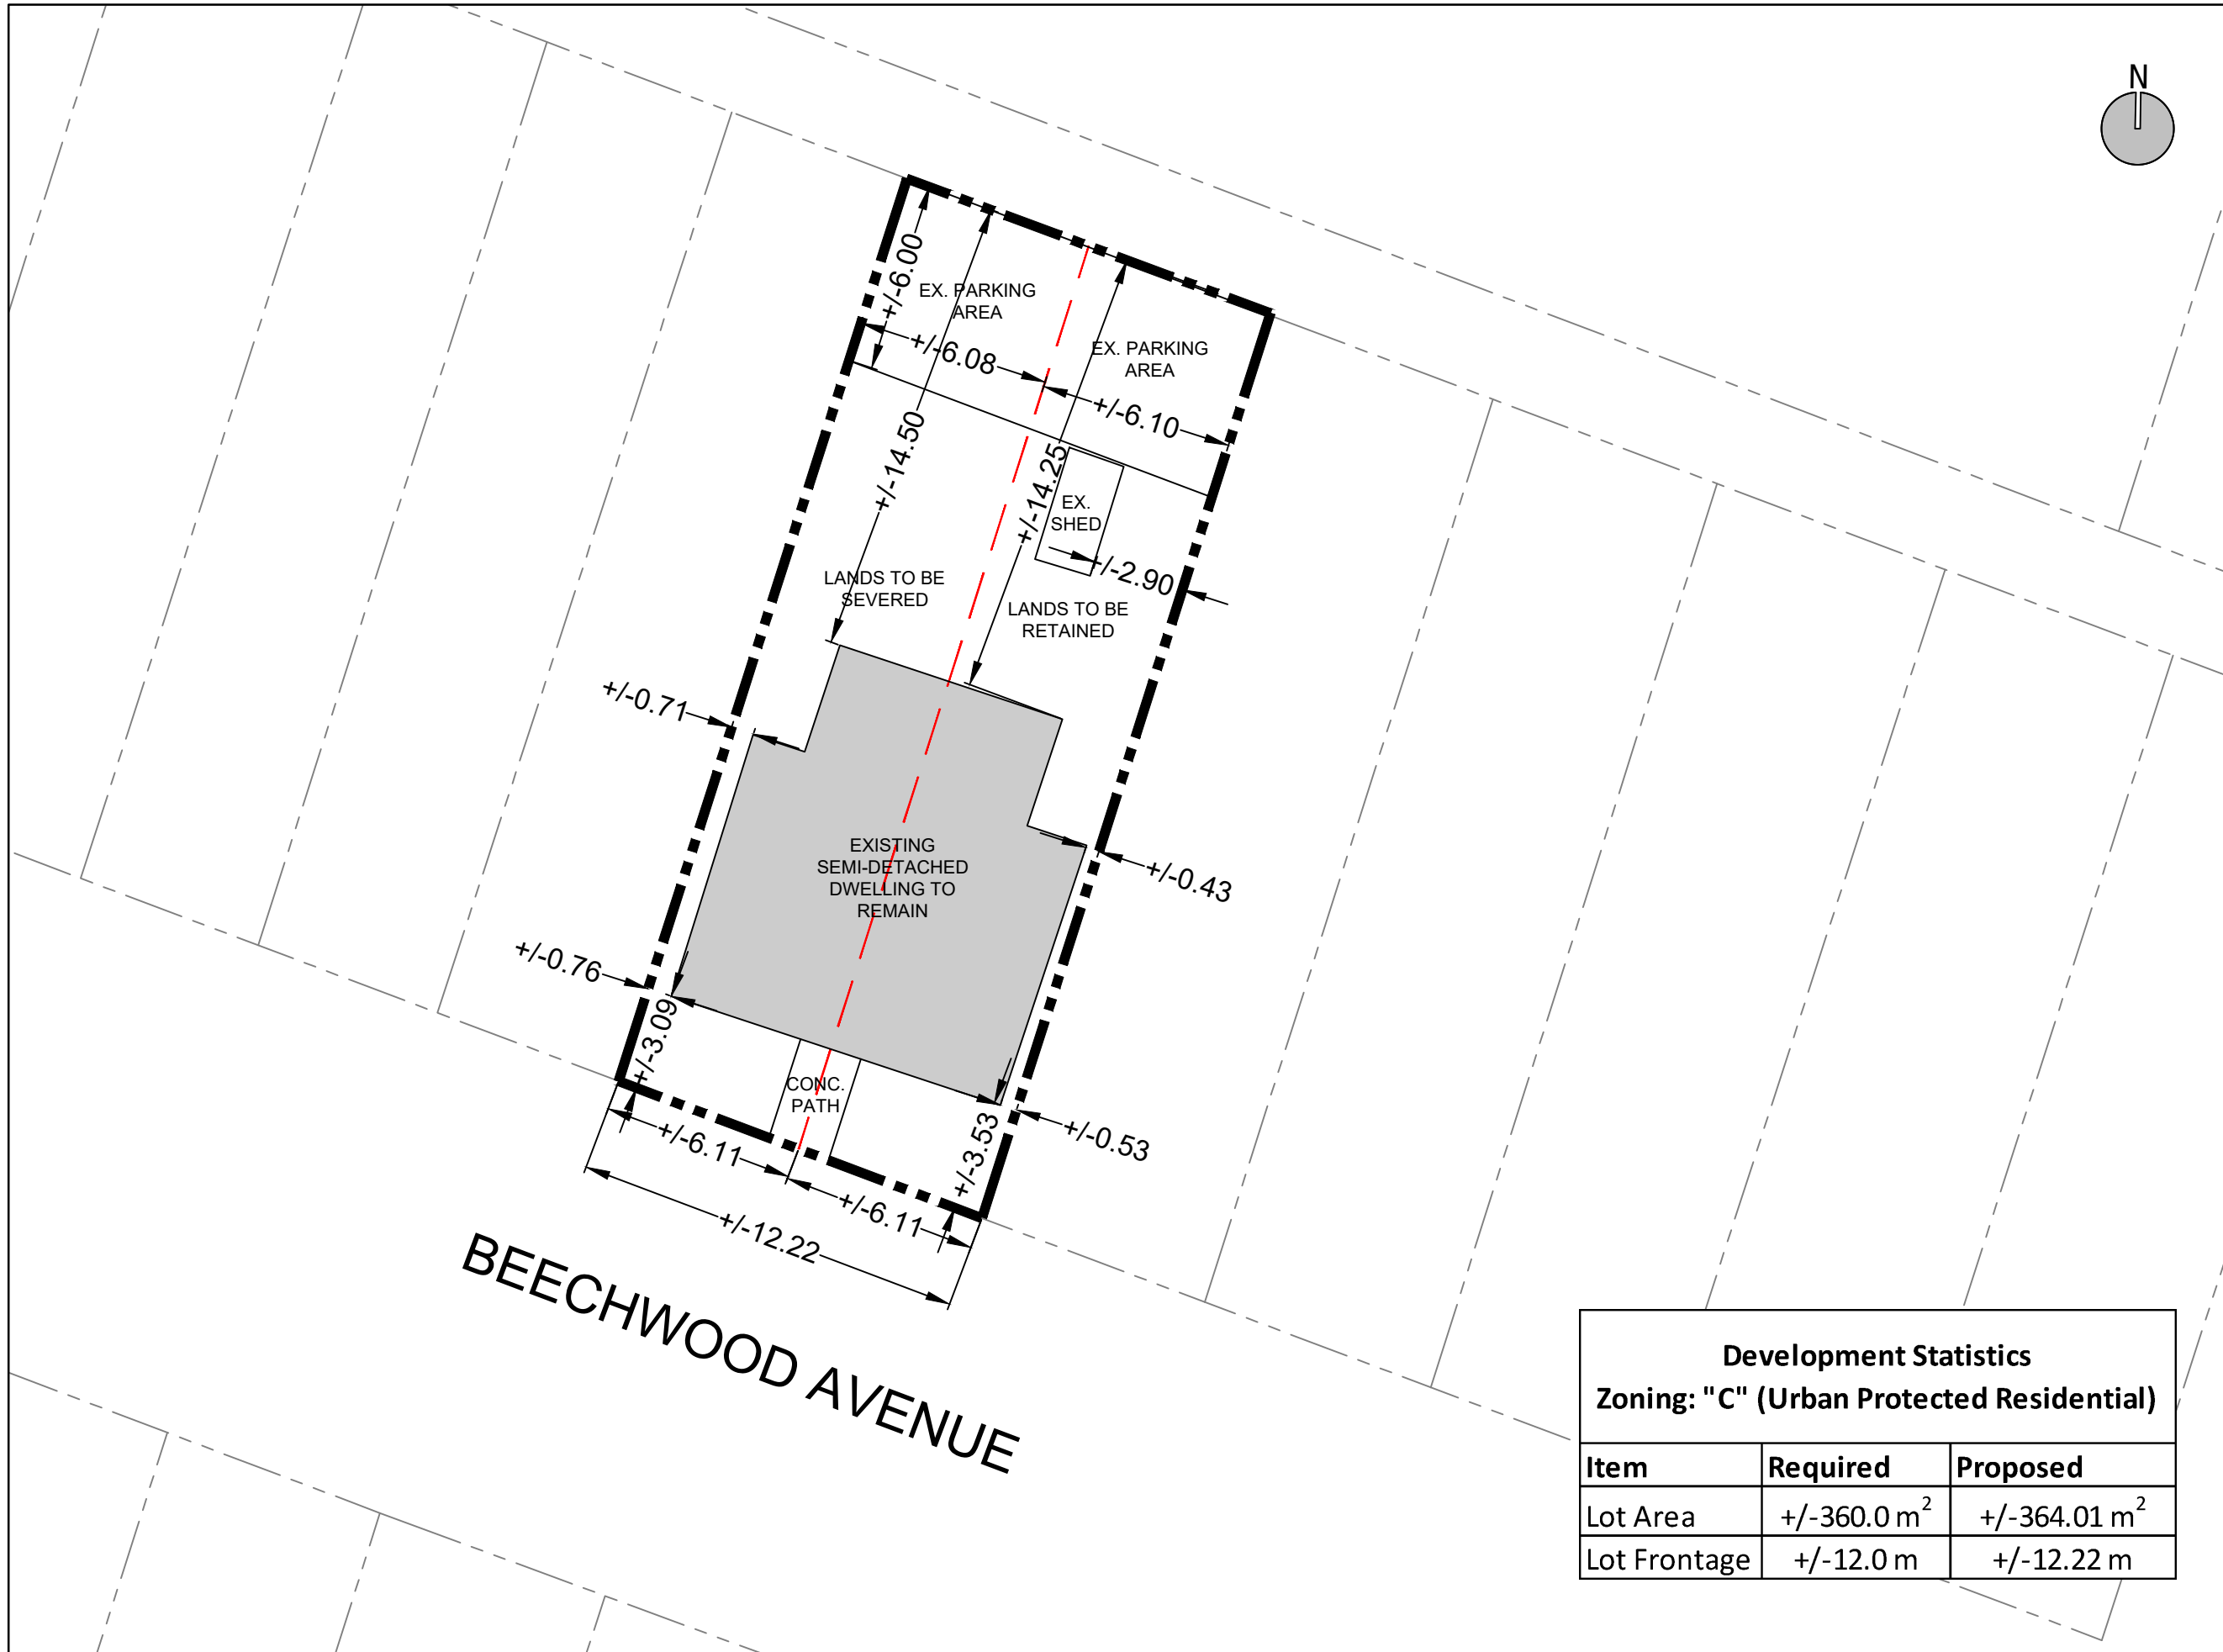 N
+/-6.00
EX. PARKING
AREA
+/-6.08
EX. PARKING
AREA
+/-6.10
+/-14.50
+/-14.25
EX.
SHED
+/-2.90
LANDS TO BE
SEVERED
LANDS TO BE
RETAINED
+/-0.71
EXISTING
SEMI-DETACHED
DWELLING TO
REMAIN
+/-0.43
+/-0.76
+/-3.09
CONC.
PATH
+/-3.53
+/-0.53
+/-6.11
+/-6.11
+/-12.22
BEECHWOOD AVENUE
Development Statistics
Zoning: "C" (Urban Protected Residential)
Item Required Proposed
Lot Area +/-360.0 m² +/-364.01 m²
Lot Frontage +/-12.0 m +/-12.22 m